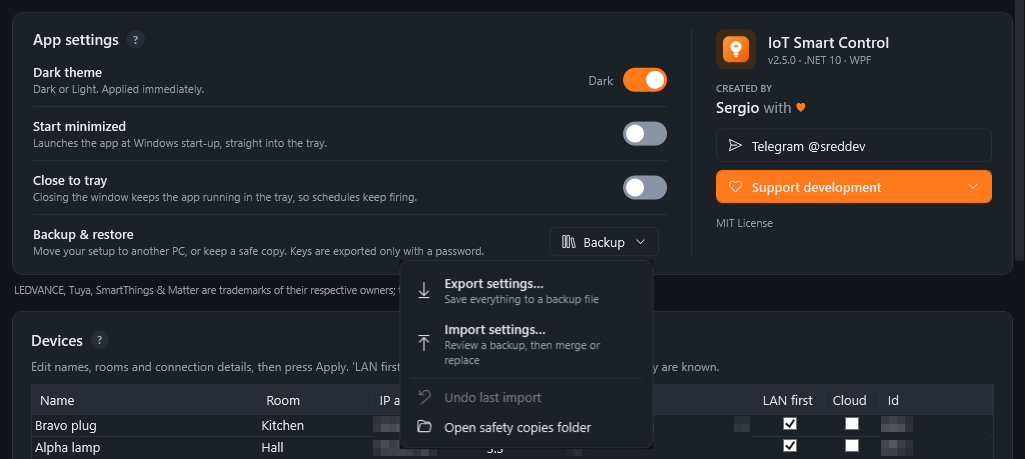 App settings ?
Dark theme
Dark or Light. Applied immediately.
Dark
Start minimized
Launches the app at Windows start-up, straight into the tray.
Close to tray
Closing the window keeps the app running in the tray, so schedules keep firing.
Backup & restore
Move your setup to another PC, or keep a safe copy. Keys are exported only with a password.
Backup
IoT Smart Control
v2.5.0 · .NET 10 · WPF
CREATED BY
Sergio with
Telegram @sreddev
Support development
MIT License
Export settings...
Save everything to a backup file
Import settings...
Review a backup, then merge or
replace
Undo last import
Open safety copies folder
LEDVANCE, Tuya, SmartThings & Matter are trademarks of their respective owners;
Devices ?
Edit names, rooms and connection details, then press Apply. 'LAN first
are known.
Name Room IP LAN first Cloud Id
Bravo plug Kitchen
Alpha lamp Hall